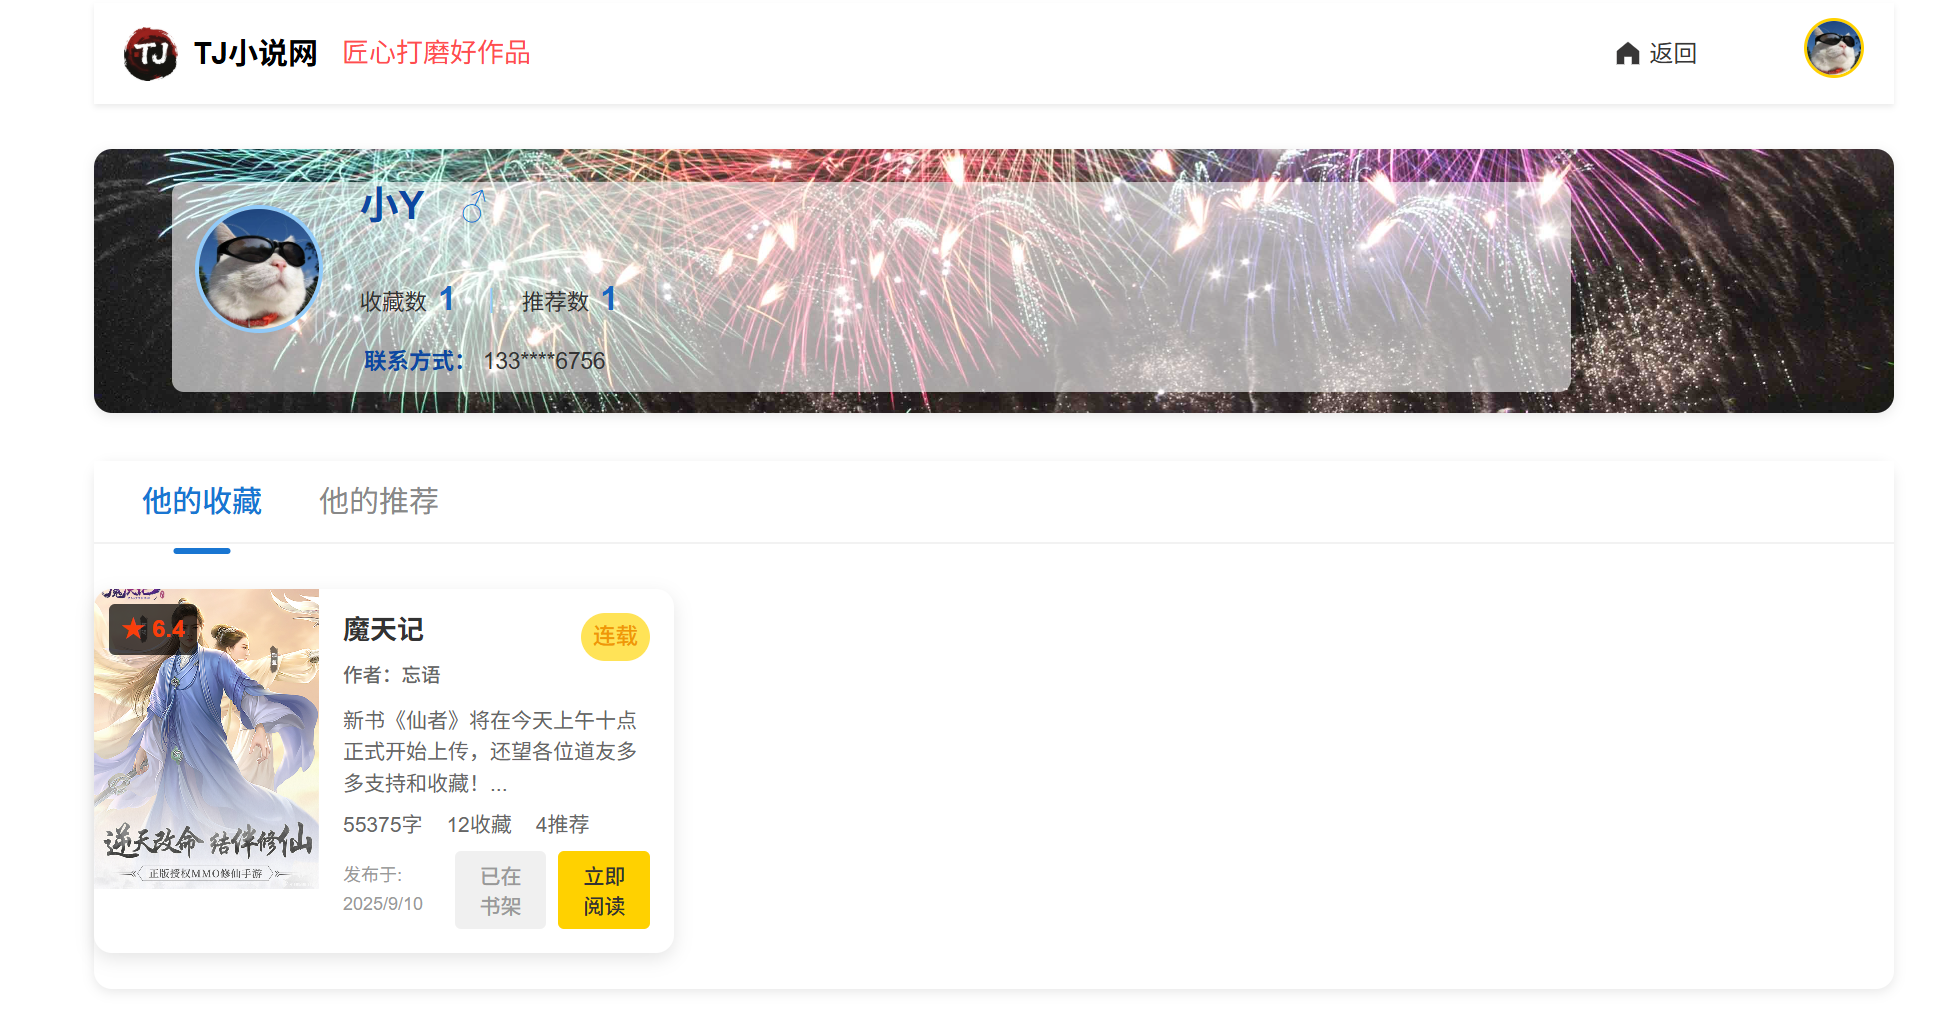 TJ
TJ小说网
匠心打磨好作品
返回
小Y ♂
收藏数 1
推荐数 1
联系方式： 133****6756
他的收藏
他的推荐
★ 6.4
逆天改命 结伴修仙
正版授权MMO修仙手游
魔天记
连载
作者：忘语
新书《仙者》将在今天上午十点
正式开始上传，还望各位道友多
多支持和收藏！...
55375字 12收藏 4推荐
发布于:
2025/9/10
已在
书架
立即
阅读